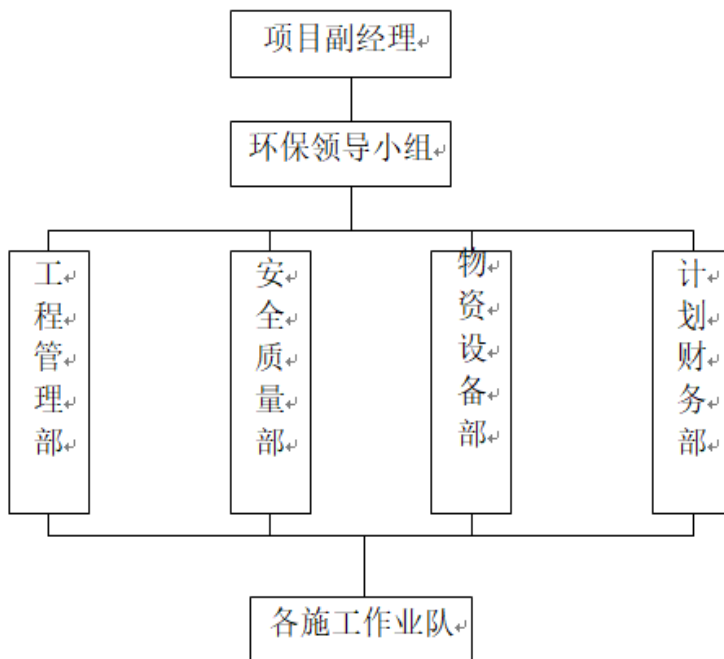 项目副经理
环保领导小组
工程管理部
安全质量部
物资设备部
计划财务部
各施工作业队